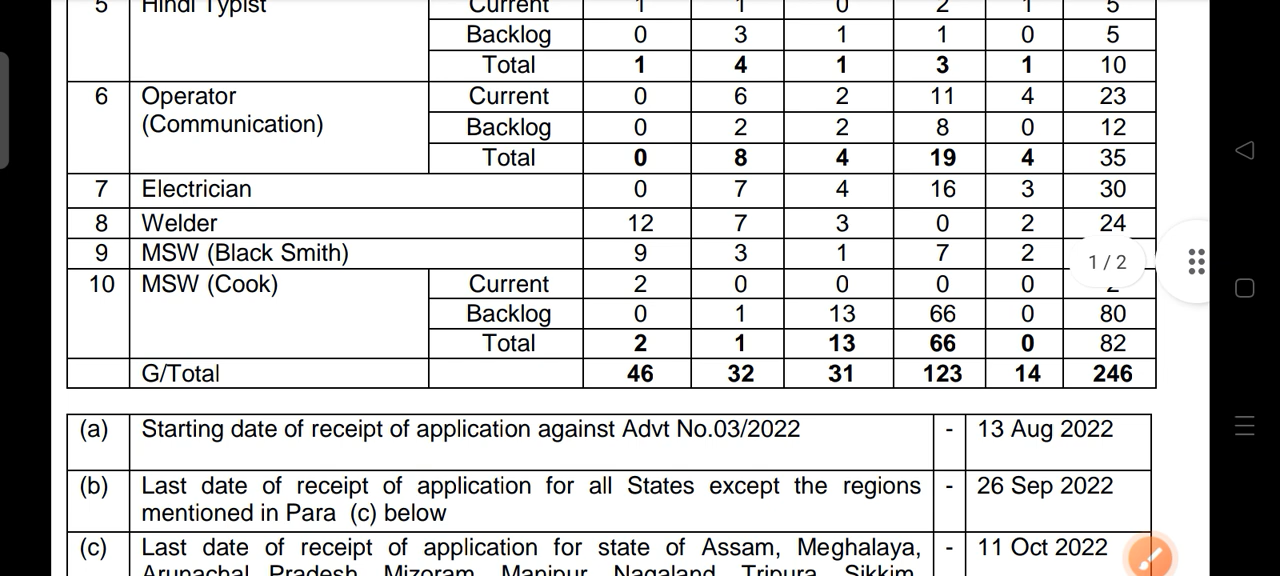 5 Hindi Typist Current 1 1 0 2 1 5
Backlog 0 3 1 1 0 5
Total 1 4 1 3 1 10
6 Operator Current 0 6 2 11 4 23
(Communication) Backlog 0 2 2 8 0 12
Total 0 8 4 19 4 35
7 Electrician 0 7 4 16 3 30
8 Welder 12 7 3 0 2 24
9 MSW (Black Smith) 9 3 1 7 2
1 / 2
10 MSW (Cook) Current 2 0 0 0 0 2
Backlog 0 1 13 66 0 80
Total 2 1 13 66 0 82
G/Total 46 32 31 123 14 246
(a) Starting date of receipt of application against Advt No.03/2022 - 13 Aug 2022
(b) Last date of receipt of application for all States except the regions - 26 Sep 2022
mentioned in Para (c) below
(c) Last date of receipt of application for state of Assam, Meghalaya, - 11 Oct 2022
Arunachal Pradesh, Mizoram, Manipur, Nagaland, Tripura, Sikkim,